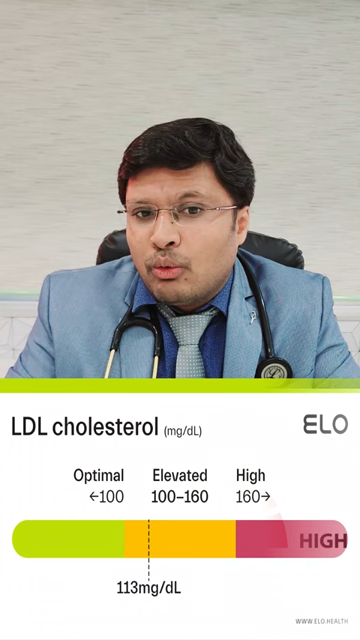 LDL cholesterol (mg/dL)
ELO
Optimal
←100
Elevated
100–160
High
160→
HIGH
113mg/dL
WWW.ELO.HEALTH